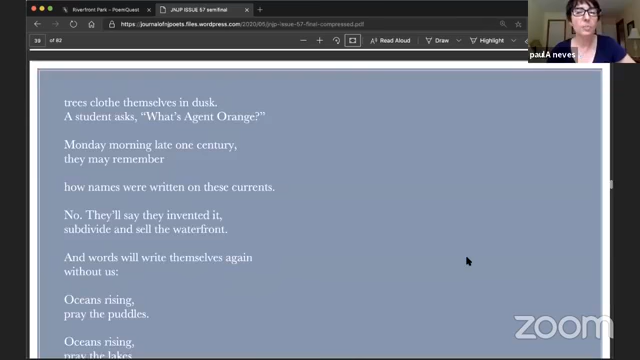 Riverfront Park - PoemQuest
JNJP ISSUE 57 semifinal
https://journalofnjpoets.files.wordpress.com/2020/05/jnjp-issue-57-final-compressed.pdf
39 of 82
Read Aloud
Draw
Highlight
paulA neves
trees clothe themselves in dusk.
A student asks, “What’s Agent Orange?”
Monday morning late one century,
they may remember
how names were written on these currents.
No. They’ll say they invented it,
subdivide and sell the waterfront.
And words will write themselves again
without us:
Oceans rising,
pray the puddles.
Oceans rising,
pray the lakes.
zoom